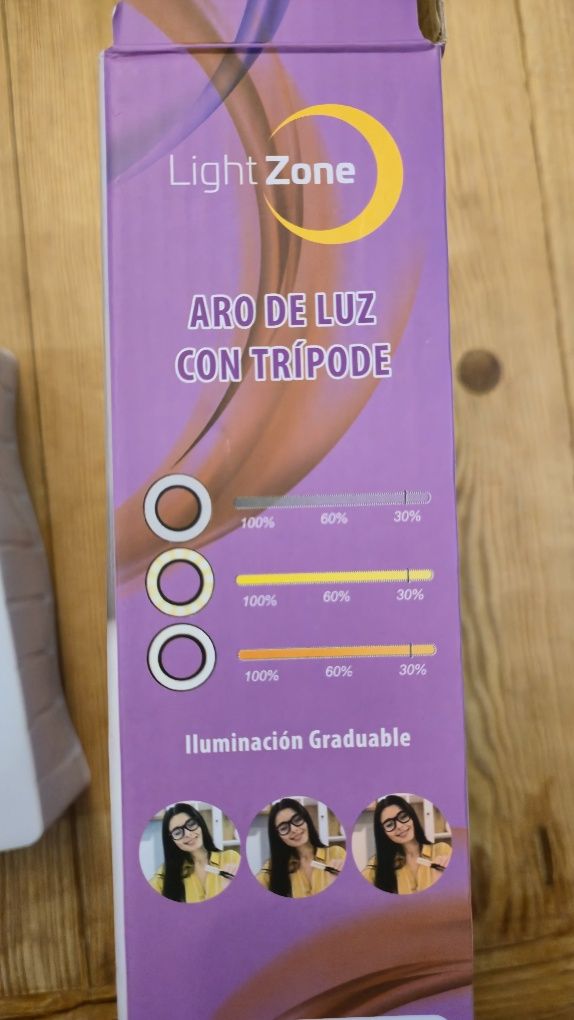 Light Zone
ARO DE LUZ
CON TRÍPODE
100% 60% 30%
100% 60% 30%
100% 60% 30%
Iluminación Graduable